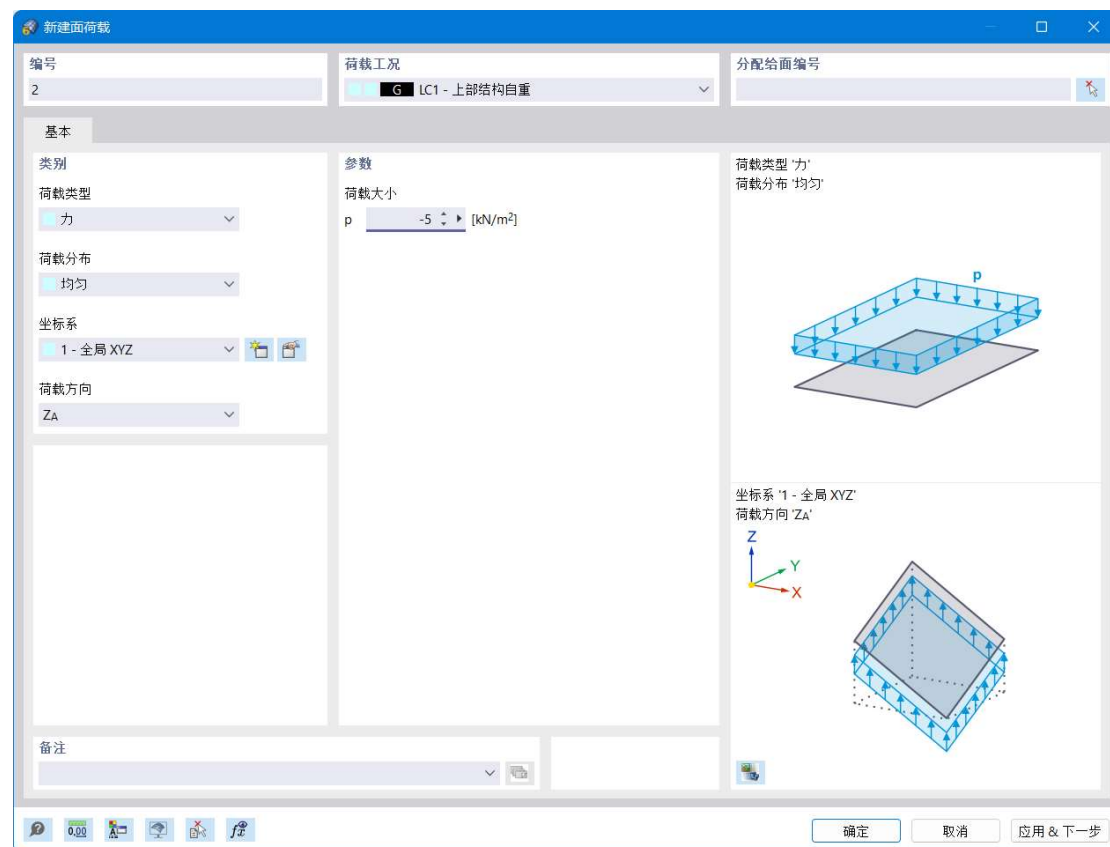 新建面荷载
编号
2
荷载工况
G LC1 - 上部结构自重
分配给面编号
基本
类别
荷载类型
力
荷载分布
均匀
坐标系
1 - 全局 XYZ
荷载方向
ZA
参数
荷载大小
p -5 [kN/m²]
荷载类型 '力'
荷载分布 '均匀'
p
坐标系 '1 - 全局 XYZ'
荷载方向 'ZA'
Z
Y
X
备注
0,00
确定
取消
应用 & 下一步